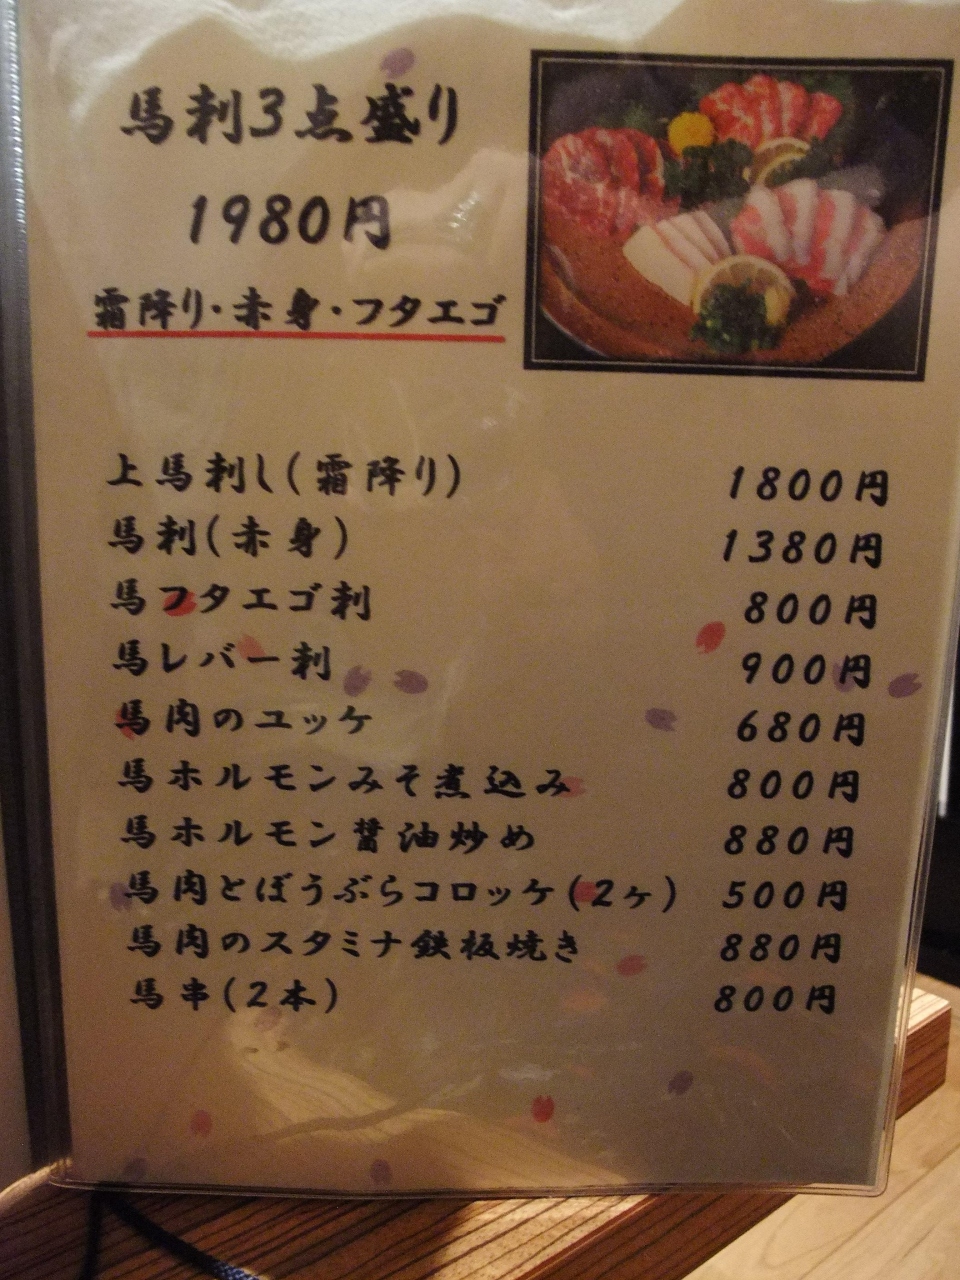 馬刺3点盛り
1980円
霜降り・赤身・フタエゴ
上馬刺し(霜降り) 1800円
馬刺(赤身) 1380円
馬フタエゴ刺 800円
馬レバー刺 900円
馬肉のユッケ 680円
馬ホルモンみそ煮込み 800円
馬ホルモン醤油炒め 880円
馬肉とぼうぶらコロッケ(2ヶ) 500円
馬肉のスタミナ鉄板焼き 880円
馬串(2本) 800円